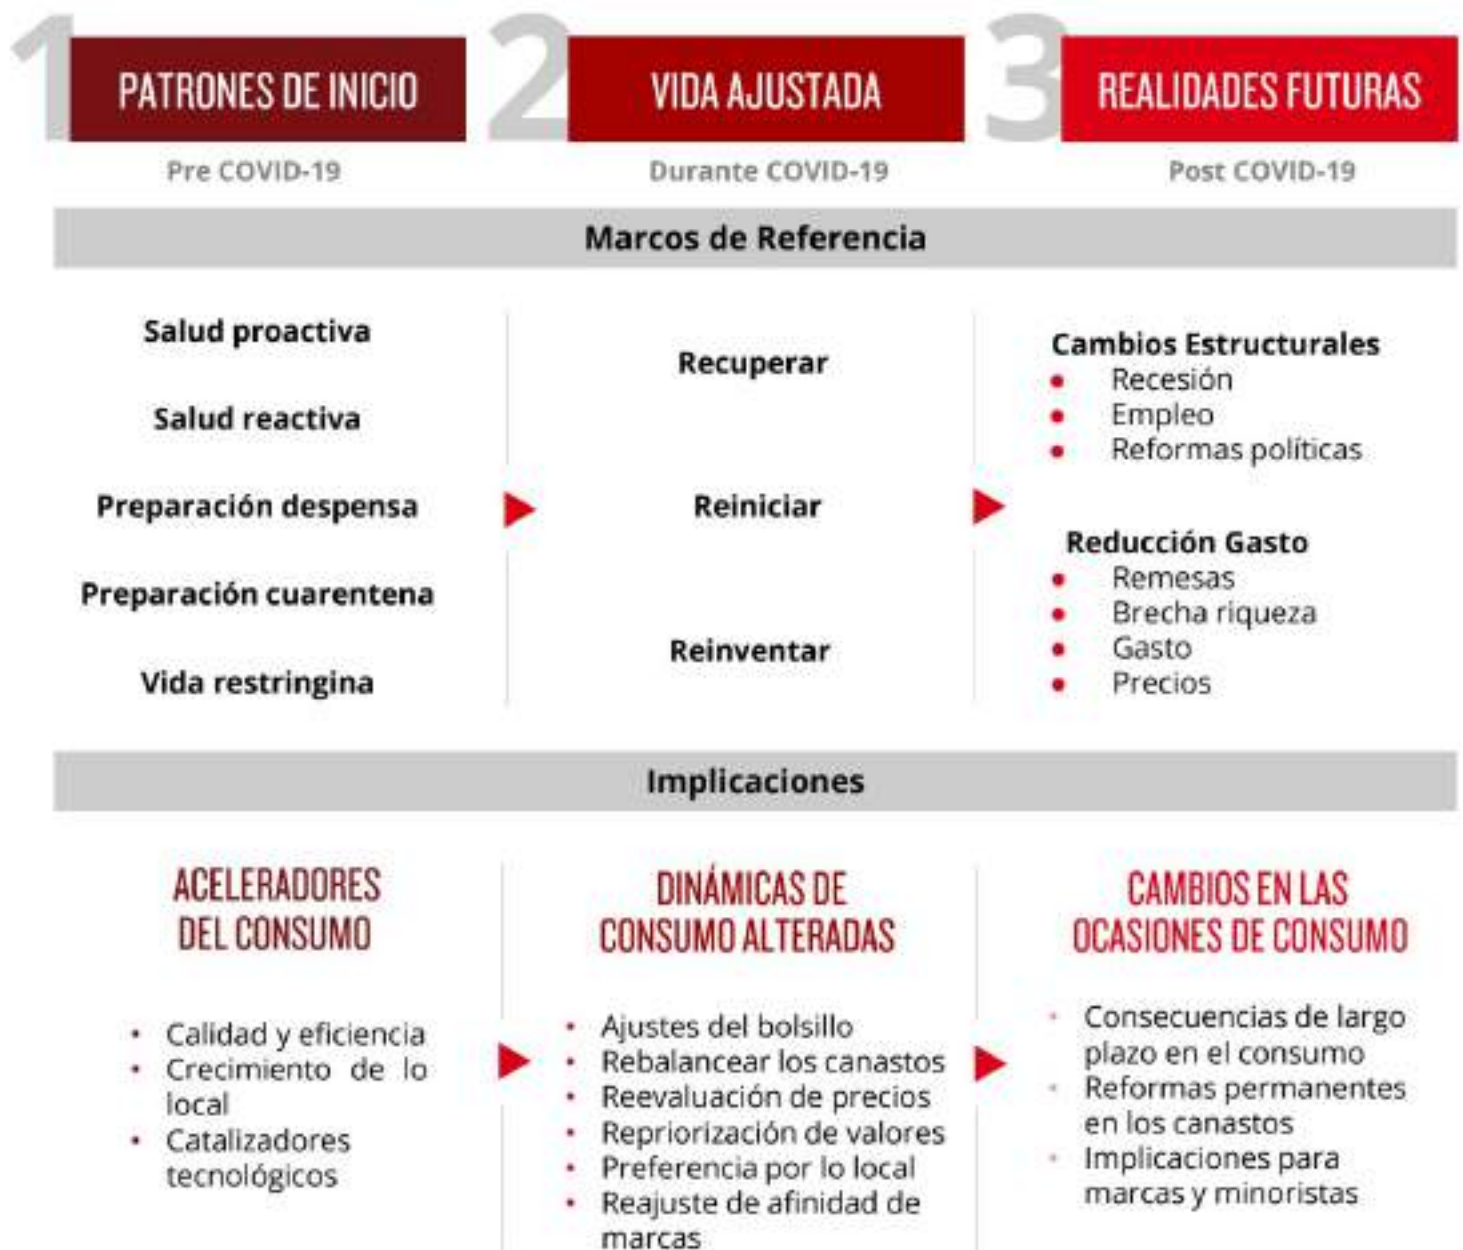 1
PATRONES DE INICIO
Pre COVID-19
2
VIDA AJUSTADA
Durante COVID-19
3
REALIDADES FUTURAS
Post COVID-19
Marcos de Referencia
Salud proactiva
Salud reactiva
Preparación despensa
Preparación cuarentena
Vida restringina
Recuperar
Reiniciar
Reinventar
Cambios Estructurales
• Recesión
• Empleo
• Reformas políticas
Reducción Gasto
• Remesas
• Brecha riqueza
• Gasto
• Precios
Implicaciones
ACELERADORES
DEL CONSUMO
• Calidad y eficiencia
• Crecimiento de lo
local
• Catalizadores
tecnológicos
DINÁMICAS DE
CONSUMO ALTERADAS
• Ajustes del bolsillo
• Rebalancear los canastos
• Reevaluación de precios
• Repriorización de valores
• Preferencia por lo local
• Reajuste de afinidad de
marcas
CAMBIOS EN LAS
OCASIONES DE CONSUMO
• Consecuencias de largo
plazo en el consumo
• Reformas permanentes
en los canastos
• Implicaciones para
marcas y minoristas